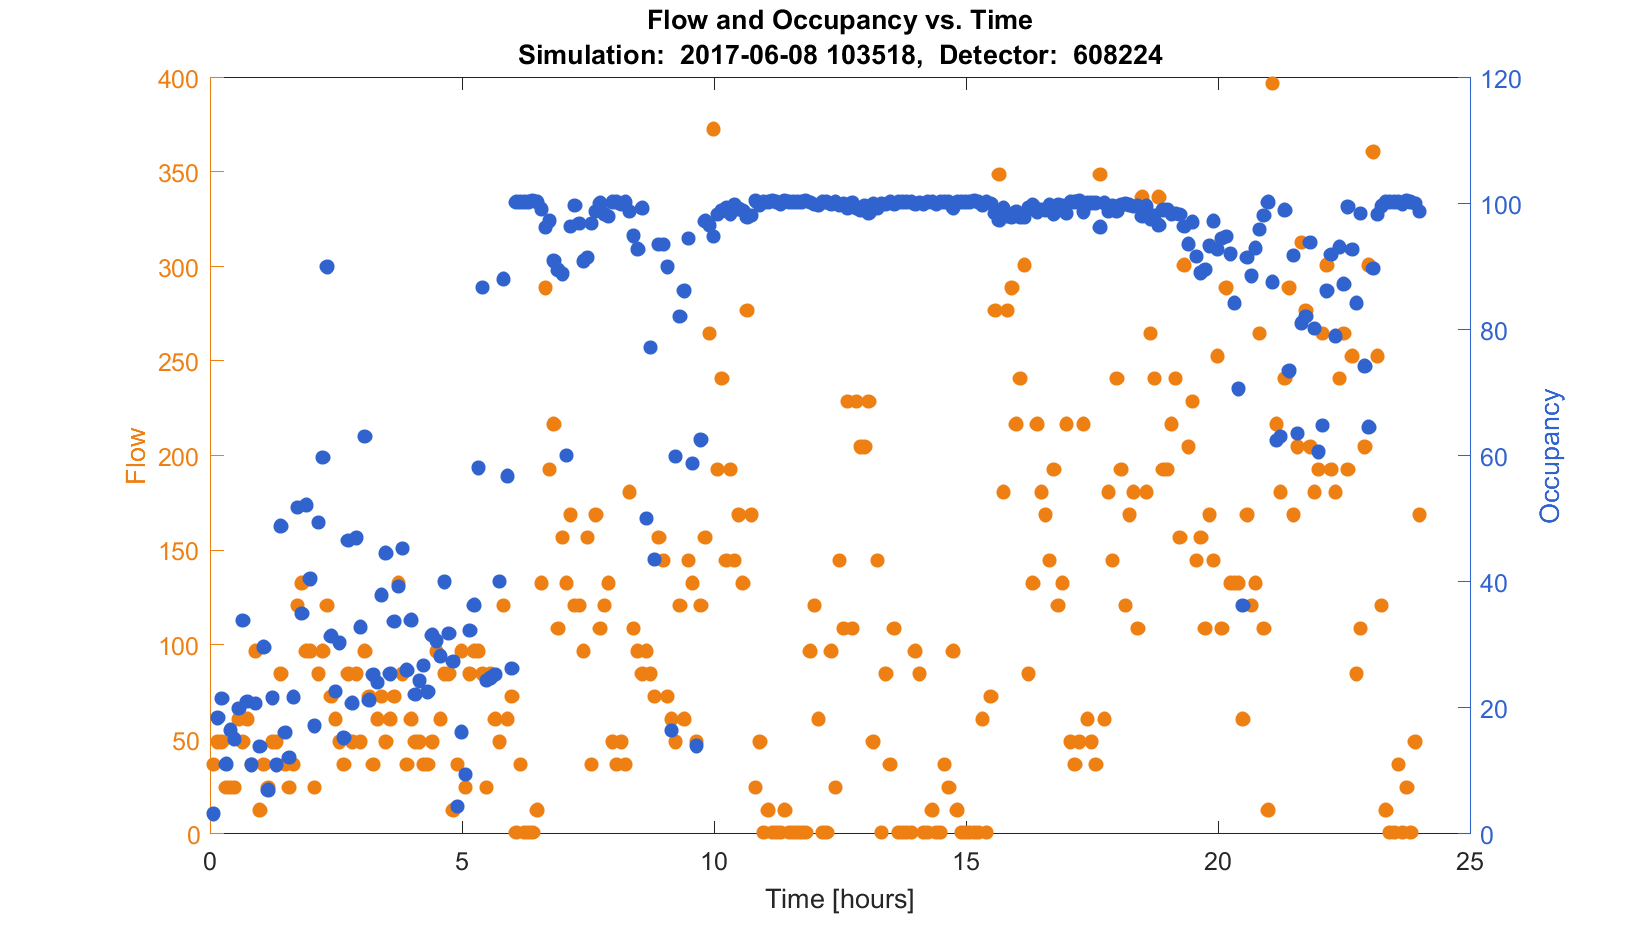 Flow and Occupancy vs. Time
Simulation:  2017-06-08 103518,  Detector:  608224
400
350
300
250
200
150
100
50
0
Flow
120
100
80
60
40
20
0
Occupancy
0 5 10 15 20 25
Time [hours]